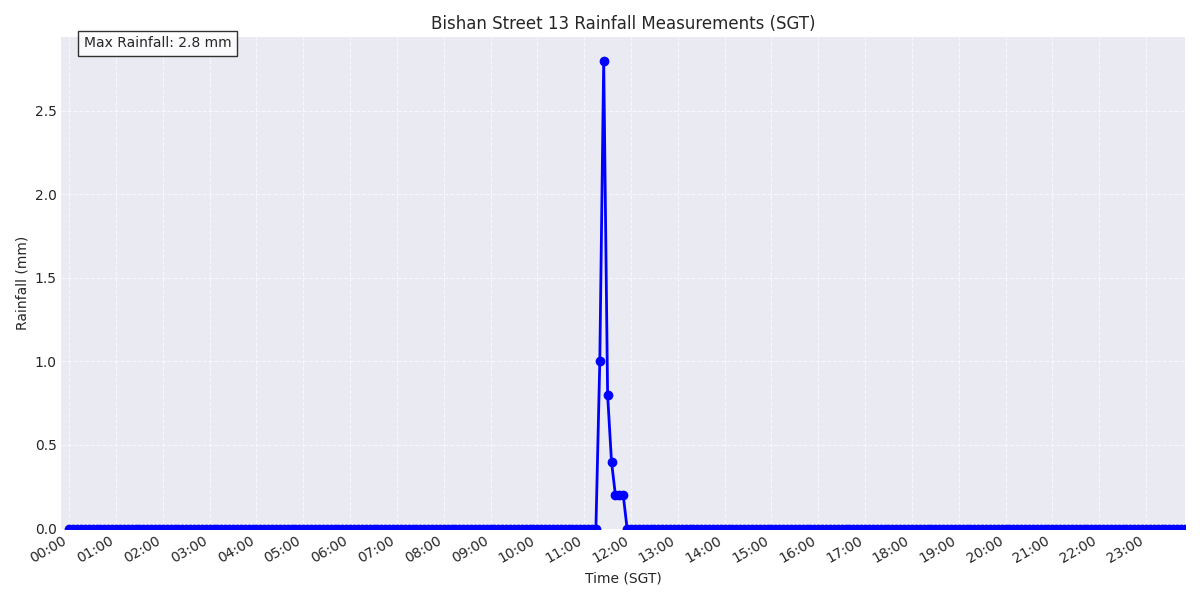 Bishan Street 13 Rainfall Measurements (SGT)
Max Rainfall: 2.8 mm
Rainfall (mm)
2.5
2.0
1.5
1.0
0.5
0.0
00:00 01:00 02:00 03:00 04:00 05:00 06:00 07:00 08:00 09:00 10:00 11:00 12:00 13:00 14:00 15:00 16:00 17:00 18:00 19:00 20:00 21:00 22:00 23:00
Time (SGT)